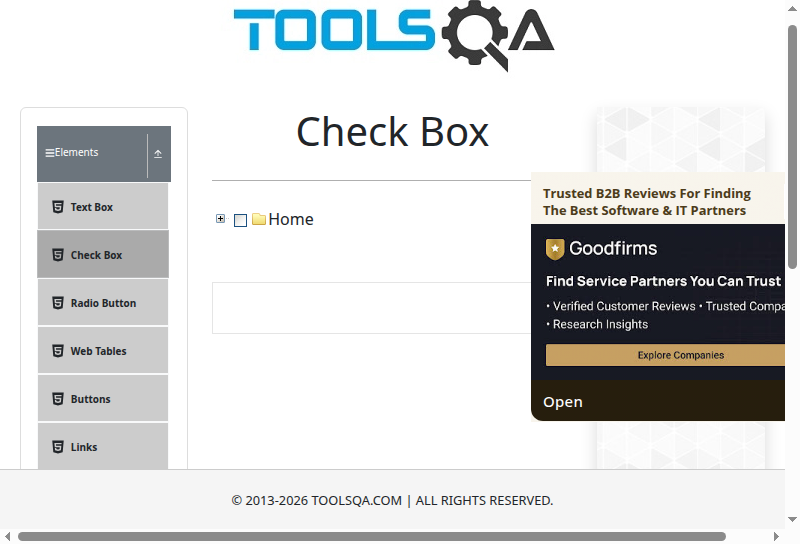 TOOLSQA
Check Box
Elements
Text Box
Check Box
Radio Button
Web Tables
Buttons
Links
Home
Trusted B2B Reviews For Finding
The Best Software & IT Partners
Goodfirms
Find Service Partners You Can Trust
• Verified Customer Reviews • Trusted Compa
• Research Insights
Explore Companies
Open
© 2013-2026 TOOLSQA.COM | ALL RIGHTS RESERVED.